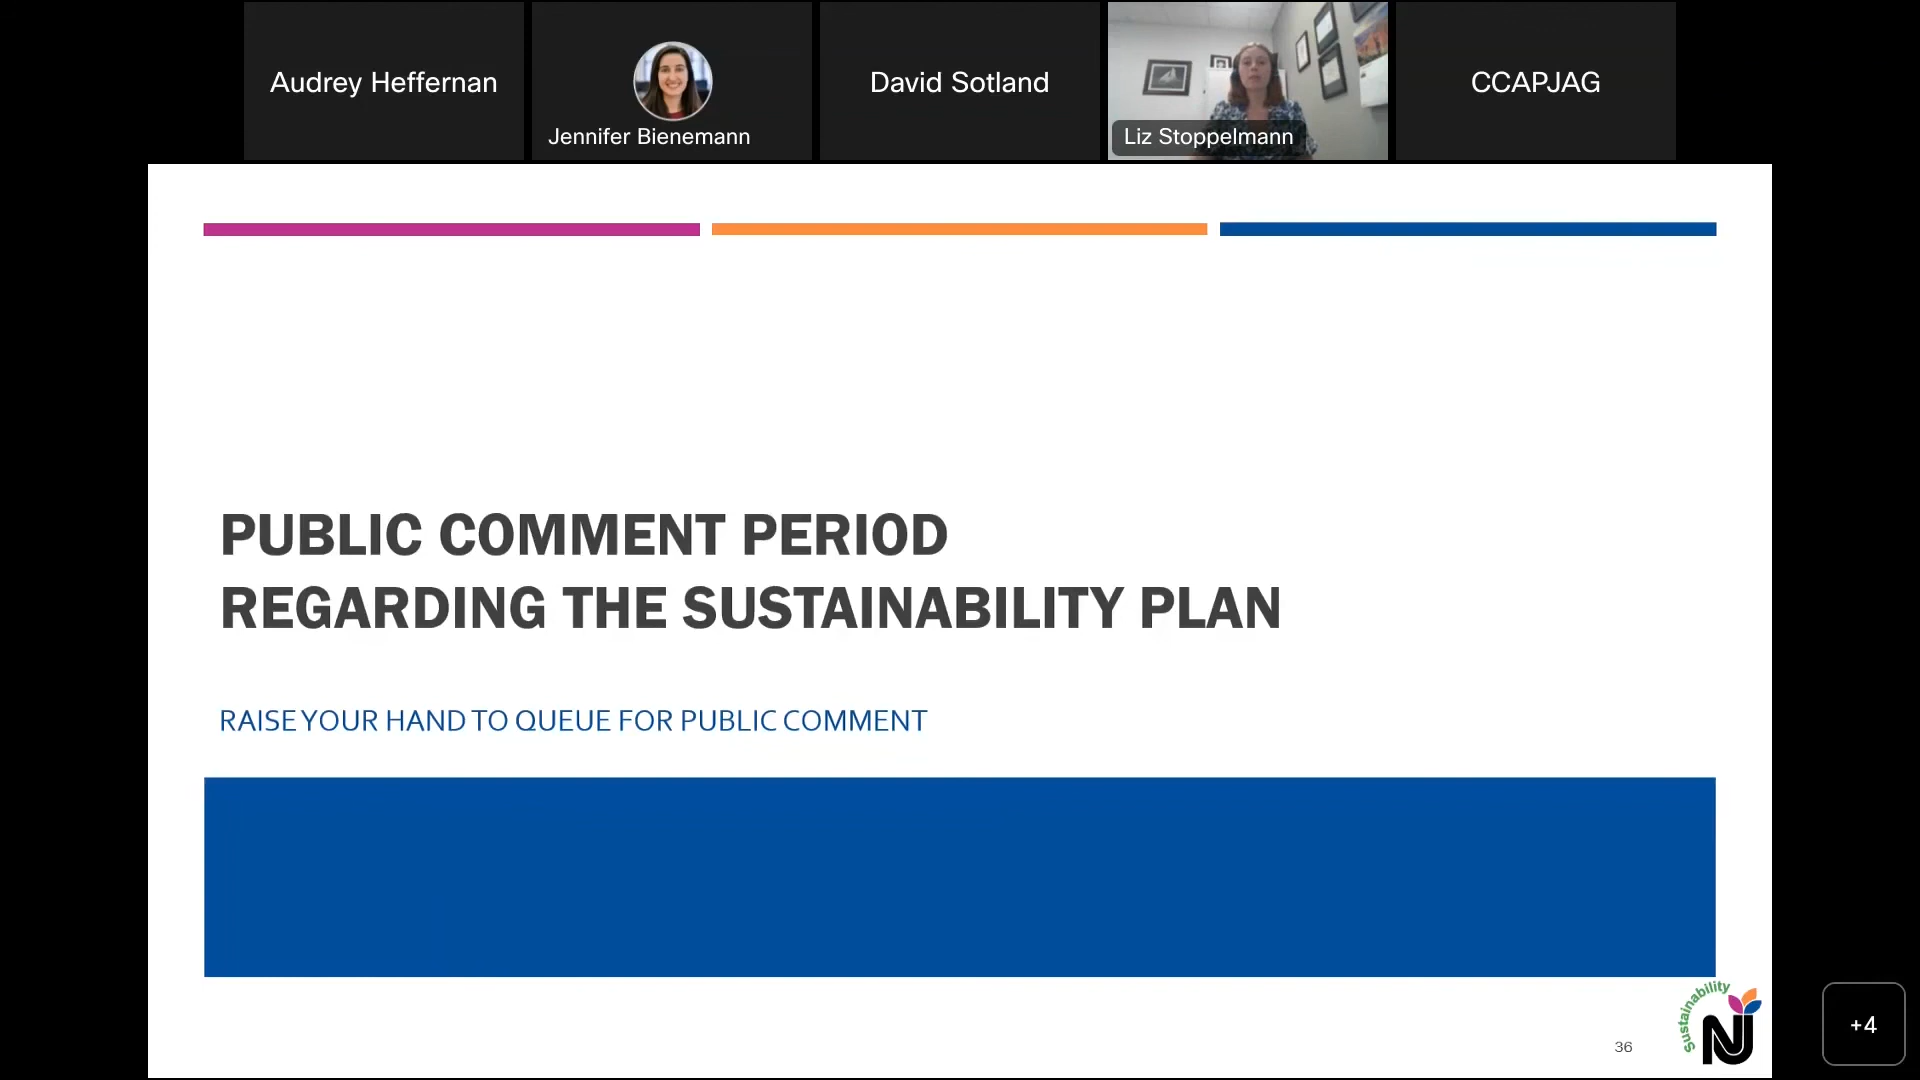 Audrey Heffernan
Jennifer Bienemann
David Sotland
Liz Stoppelmann
CCAPJAG
PUBLIC COMMENT PERIOD
REGARDING THE SUSTAINABILITY PLAN
RAISE YOUR HAND TO QUEUE FOR PUBLIC COMMENT
36
Sustainability
NJ
+4